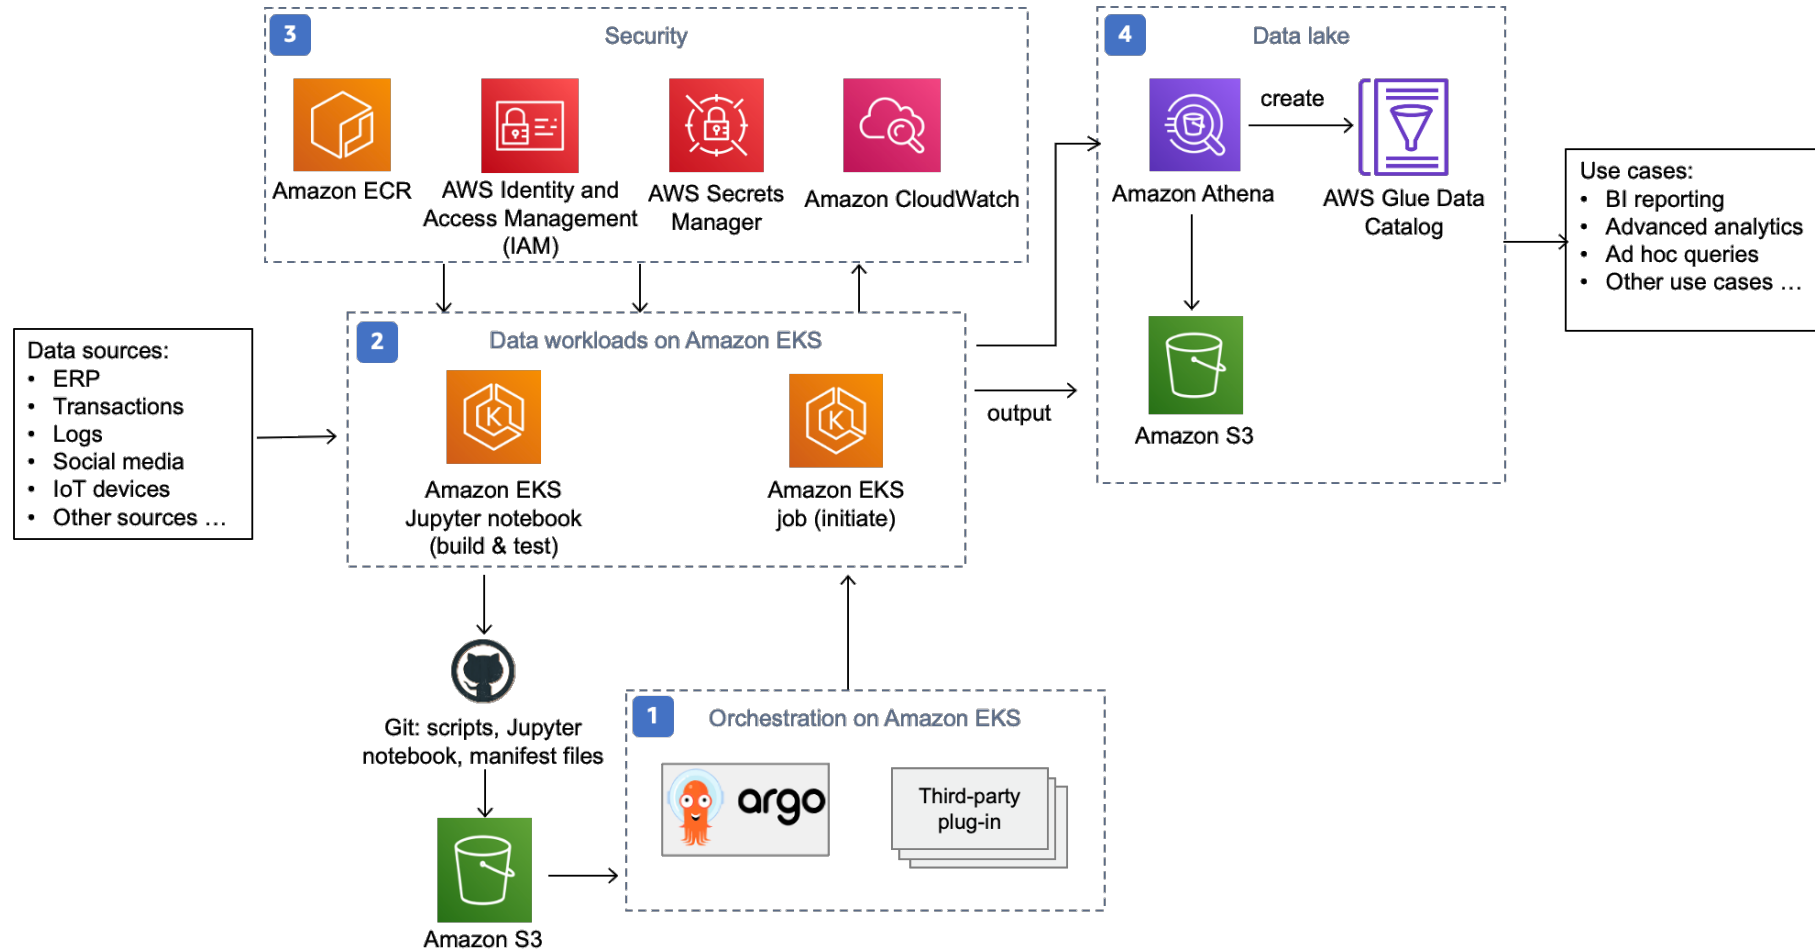 3
Security
Amazon ECR
AWS Identity and
Access Management
(IAM)
AWS Secrets
Manager
Amazon CloudWatch
4
Data lake
Amazon Athena
create
AWS Glue Data
Catalog
Amazon S3
Use cases:
• BI reporting
• Advanced analytics
• Ad hoc queries
• Other use cases ...
Data sources:
• ERP
• Transactions
• Logs
• Social media
• IoT devices
• Other sources ...
2
Data workloads on Amazon EKS
Amazon EKS
Jupyter notebook
(build & test)
Amazon EKS
job (initiate)
output
Git: scripts, Jupyter
notebook, manifest files
Amazon S3
1
Orchestration on Amazon EKS
argo
Third-party
plug-in